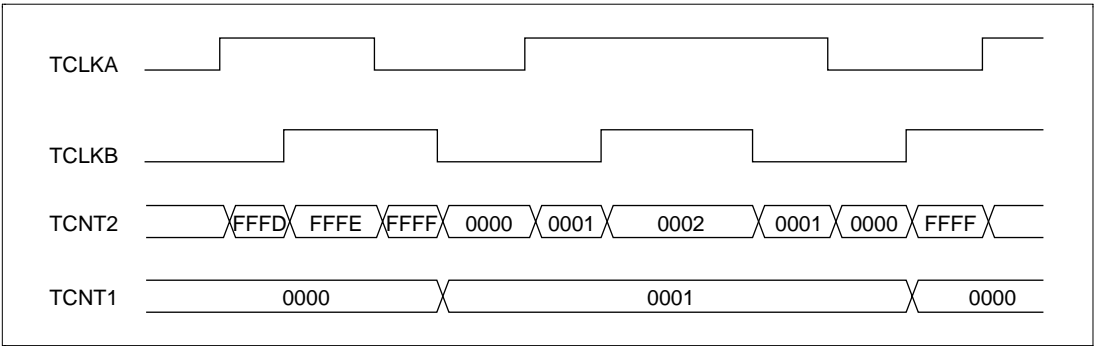 TCLKA
TCLKB
TCNT2 FFFD FFFE FFFF 0000 0001 0002 0001 0000 FFFF
TCNT1 0000 0001 0000